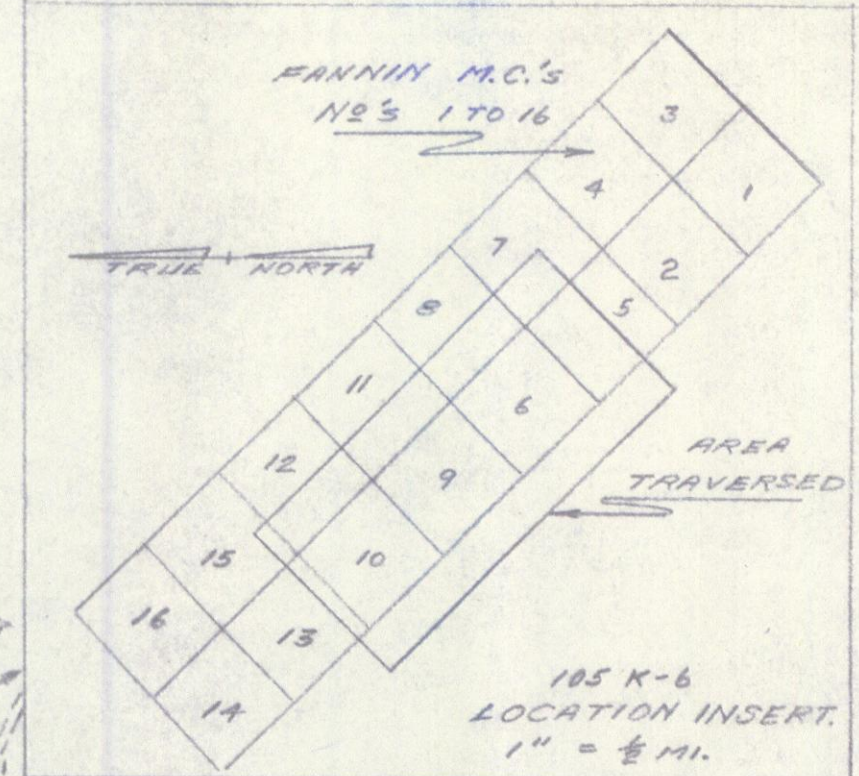 FANNIN M.C.'s
Nº's 1 TO 16
3
4
1
TRUE NORTH
7
2
5
8
11
6
AREA
TRAVERSED
12
9
15
10
16
13
14
105 K-6
LOCATION INSERT.
1" = ½ MI.